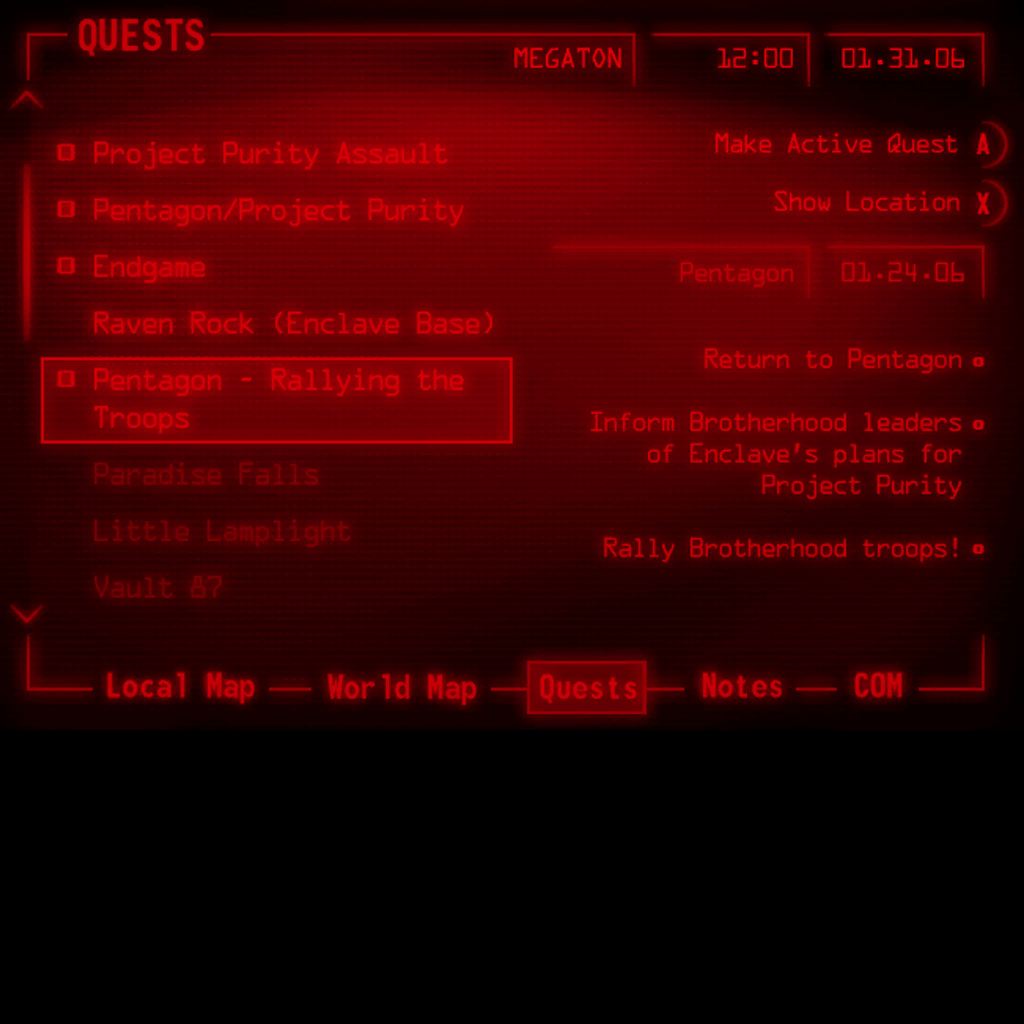 QUESTS
MEGATON
12:00
01.31.06
Make Active Quest A
Show Location X
Project Purity Assault
Pentagon/Project Purity
Endgame
Raven Rock (Enclave Base)
Pentagon - Rallying the
Troops
Paradise Falls
Little Lamplight
Vault 87
Pentagon
01.24.06
Return to Pentagon
Inform Brotherhood leaders
of Enclave's plans for
Project Purity
Rally Brotherhood troops!
Local Map
World Map
Quests
Notes
COM